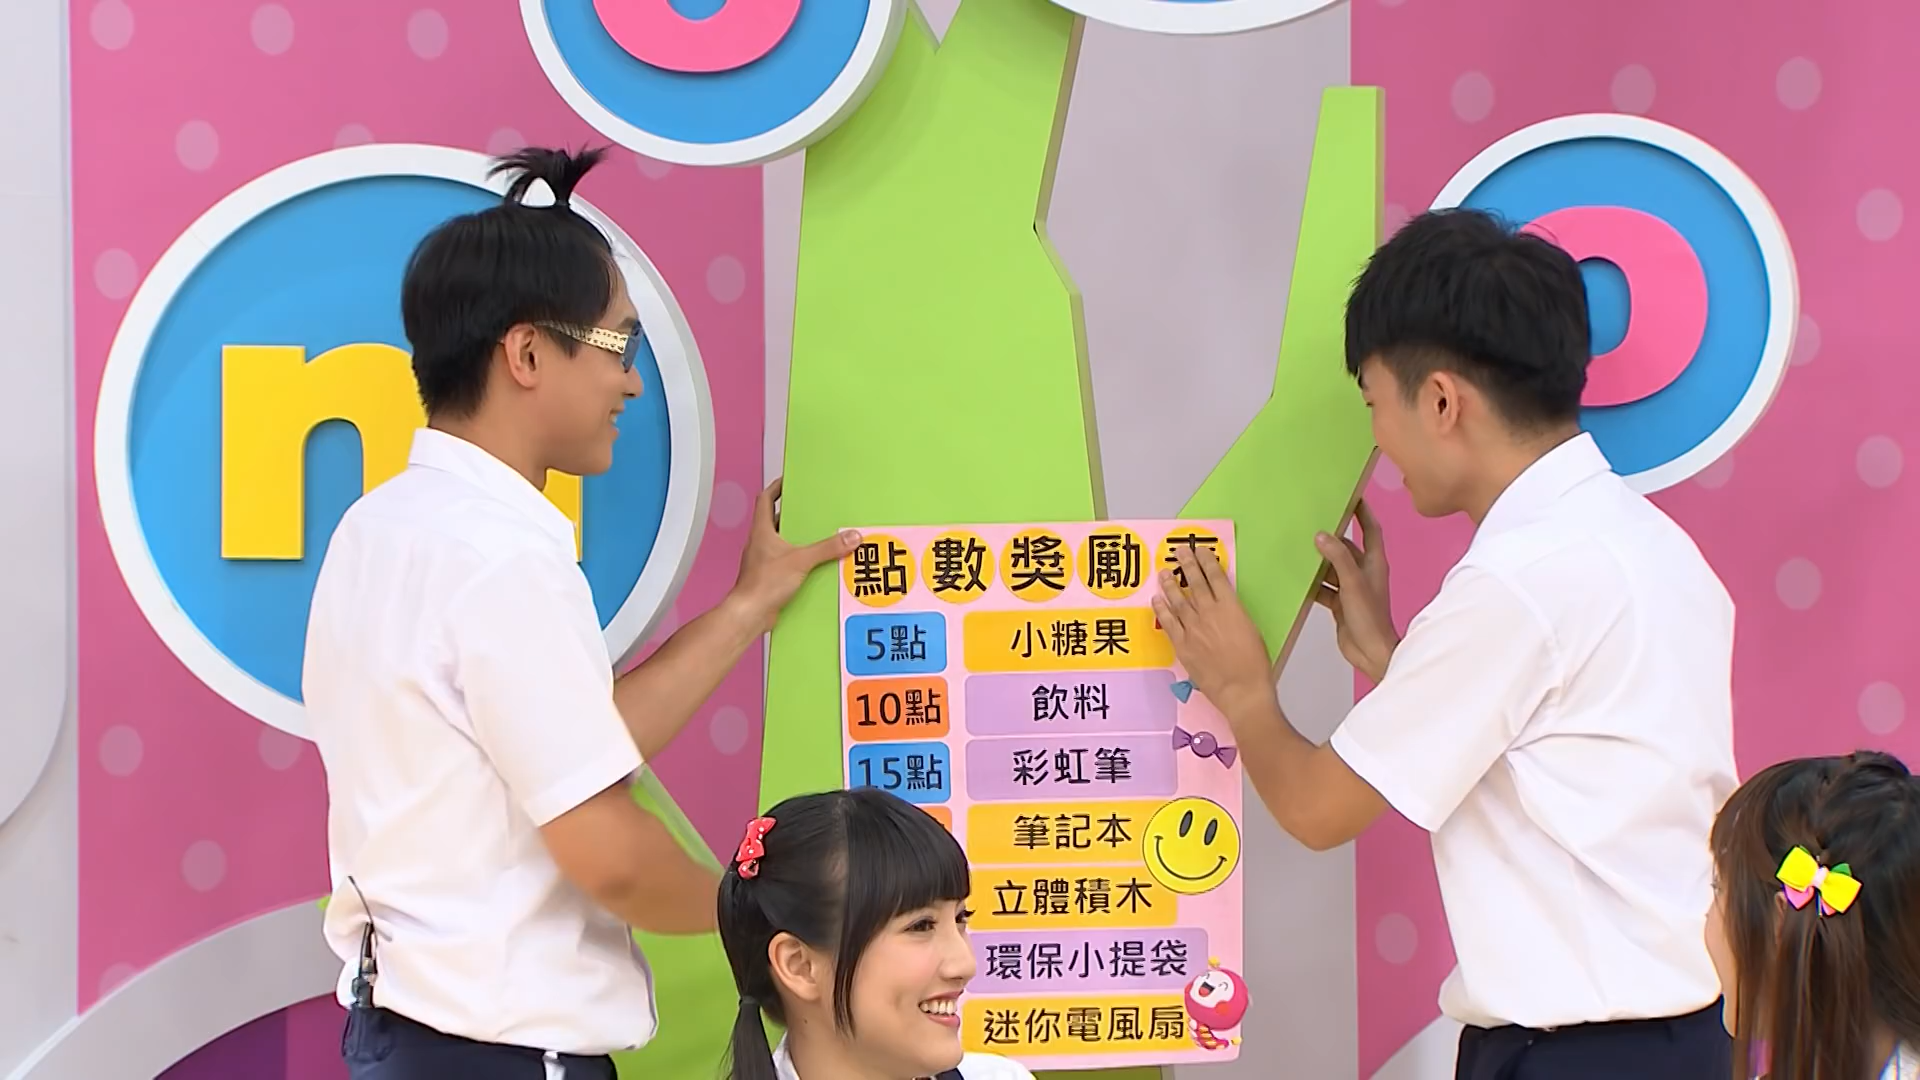 m
點數獎勵表
5點 小糖果
10點 飲料
15點 彩虹筆
筆記本
立體積木
環保小提袋
迷你電風扇